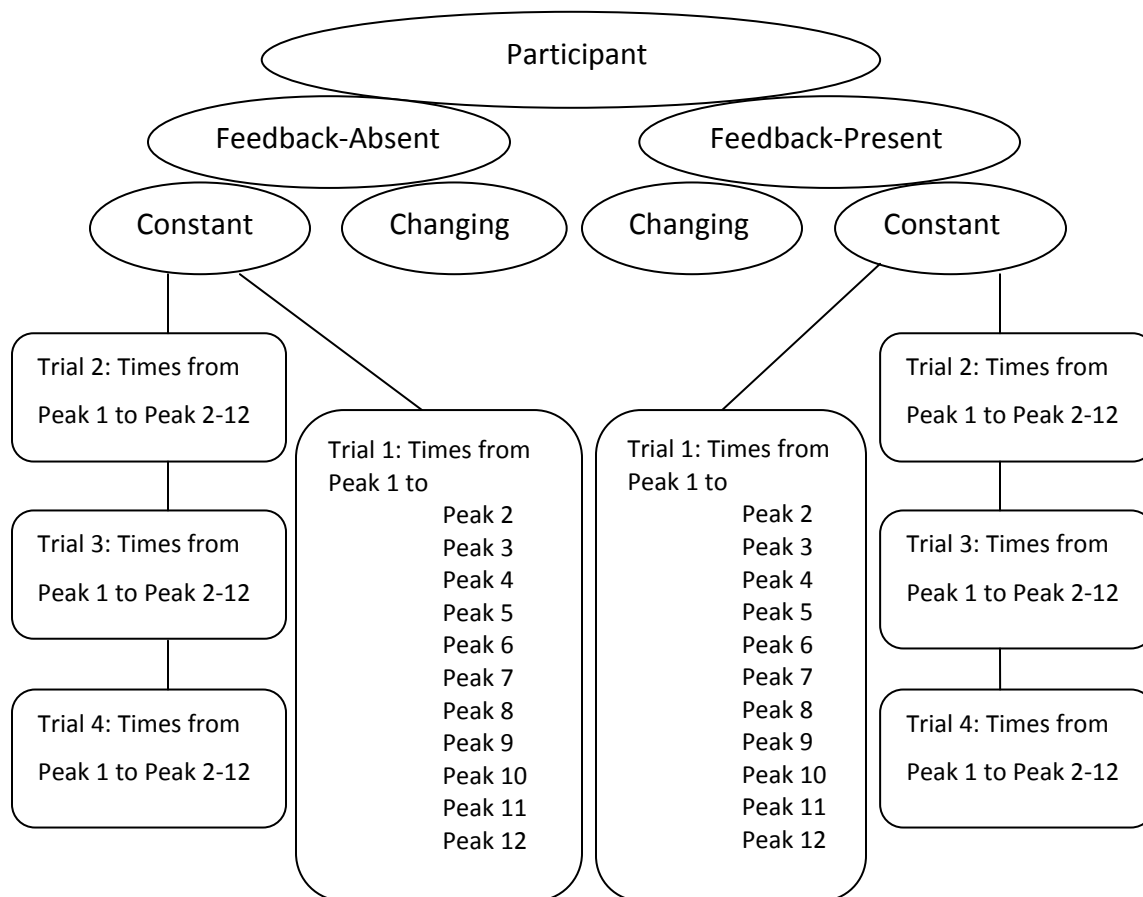 Participant
Feedback-Absent
Feedback-Present
Constant
Changing
Changing
Constant
Trial 2: Times from
Peak 1 to Peak 2-12
Trial 3: Times from
Peak 1 to Peak 2-12
Trial 4: Times from
Peak 1 to Peak 2-12
Trial 1: Times from
Peak 1 to
Peak 2
Peak 3
Peak 4
Peak 5
Peak 6
Peak 7
Peak 8
Peak 9
Peak 10
Peak 11
Peak 12
Trial 1: Times from
Peak 1 to
Peak 2
Peak 3
Peak 4
Peak 5
Peak 6
Peak 7
Peak 8
Peak 9
Peak 10
Peak 11
Peak 12
Trial 2: Times from
Peak 1 to Peak 2-12
Trial 3: Times from
Peak 1 to Peak 2-12
Trial 4: Times from
Peak 1 to Peak 2-12